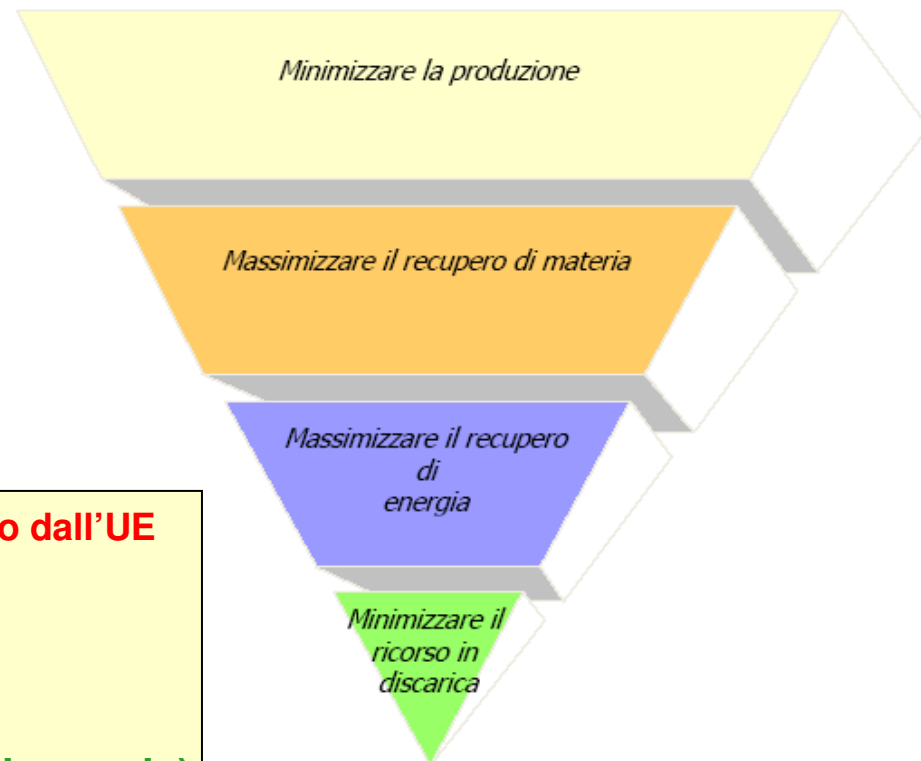 Minimizzare la produzione
Massimizzare il recupero di materia
Massimizzare il recupero
di
energia
Minimizzare il
ricorso in
discarica
dall'UE